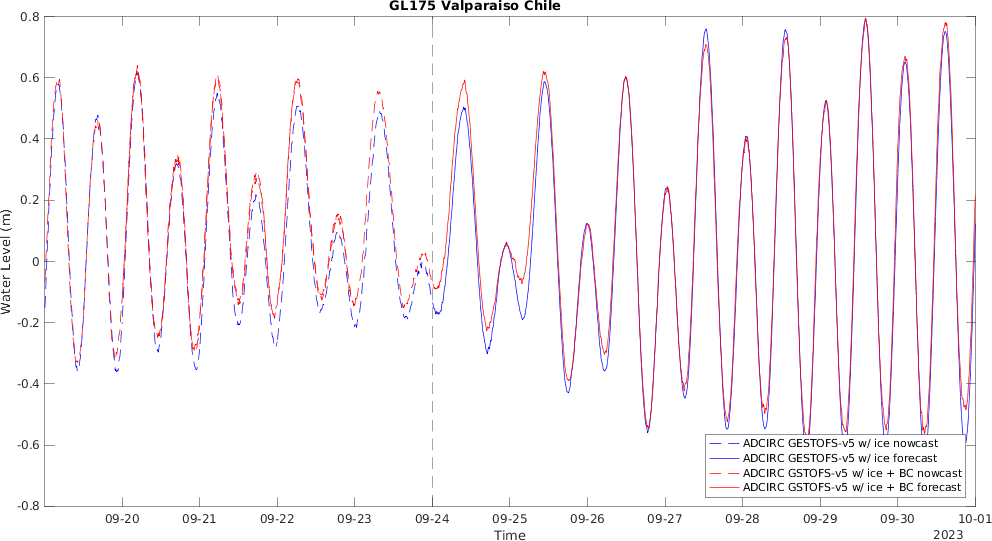 GL175 Valparaiso Chile
0.8
0.6
0.4
0.2
0
-0.2
-0.4
-0.6
-0.8
Water Level (m)
ADCIRC GESTOFS-v5 w/ ice nowcast
ADCIRC GESTOFS-v5 w/ ice forecast
ADCIRC GSTOFS-v5 w/ ice + BC nowcast
ADCIRC GSTOFS-v5 w/ ice + BC forecast
09-20 09-21 09-22 09-23 09-24 09-25 09-26 09-27 09-28 09-29 09-30 10-01
Time
2023